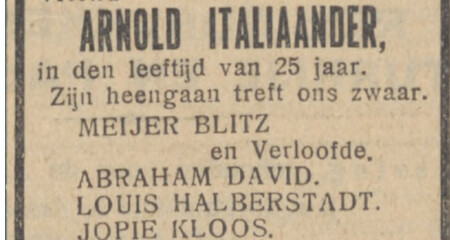 ARNOLD ITALIAANDER,
in den leeftijd van 25 jaar.
Zijn heengaan treft ons zwaar.
MEIJER BLITZ
en Verloofde.
ABRAHAM DAVID.
LOUIS HALBERSTADT.
JOPIE KLOOS.